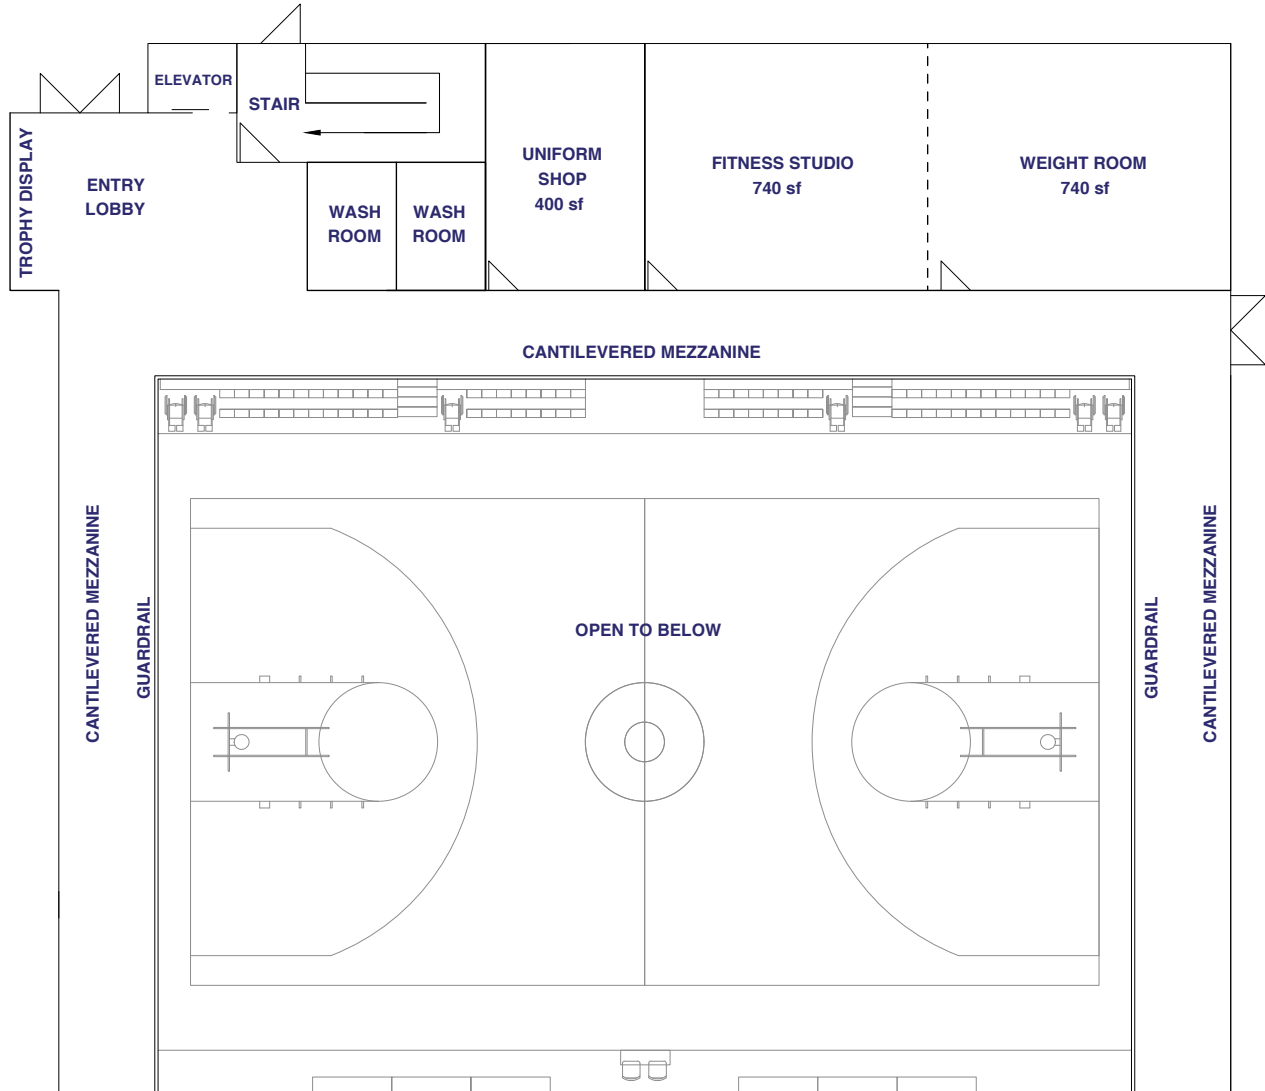 ELEVATOR
STAIR
TROPHY DISPLAY
ENTRY
LOBBY
WASH
ROOM
WASH
ROOM
UNIFORM
SHOP
400 sf
FITNESS STUDIO
740 sf
WEIGHT ROOM
740 sf
CANTILEVERED MEZZANINE
CANTILEVERED MEZZANINE
GUARDRAIL
OPEN TO BELOW
GUARDRAIL
CANTILEVERED MEZZANINE